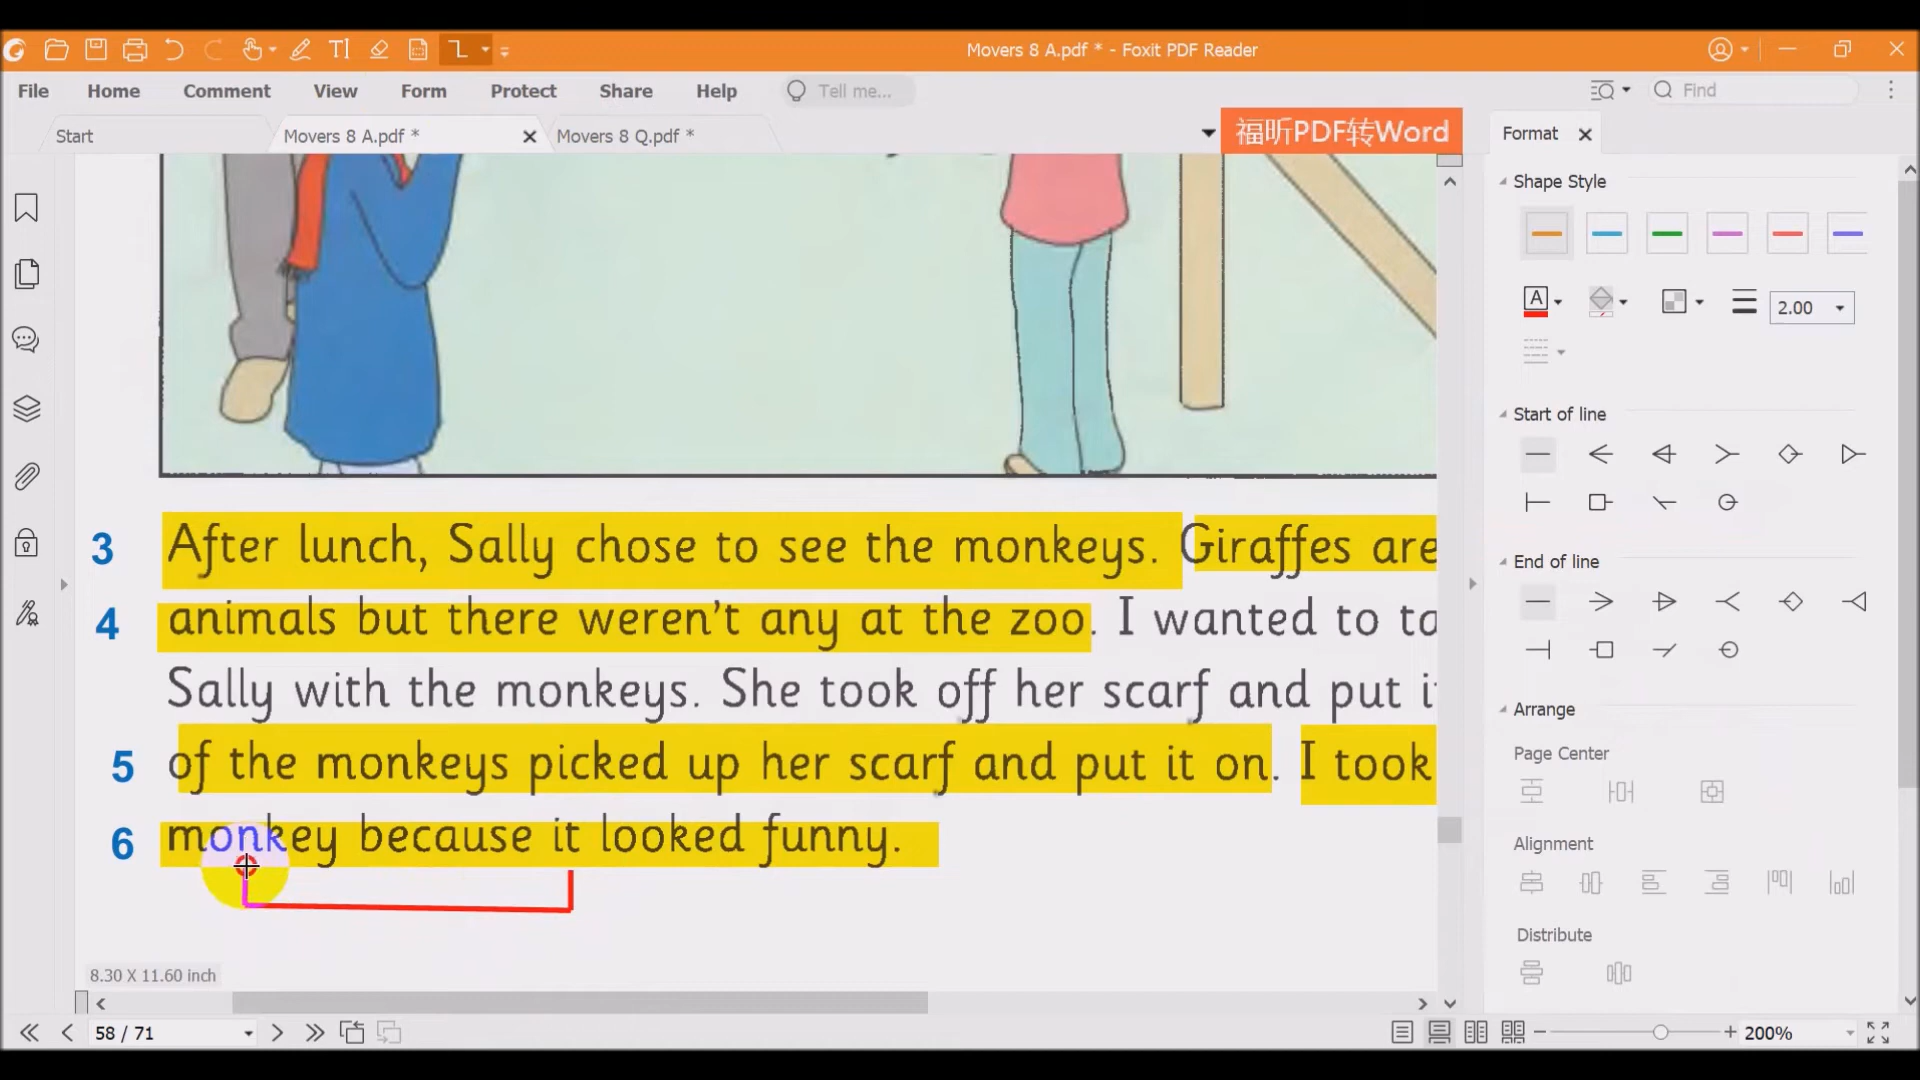 Movers 8 A.pdf * - Foxit PDF Reader
File Home Comment View Form Protect Share Help Tell me... Find
Start Movers 8 A.pdf * Movers 8 Q.pdf * 福昕PDF转Word Format
Shape Style
A 2.00
Start of line
End of line
Arrange
Page Center
Alignment
Distribute
3 After lunch, Sally chose to see the monkeys. Giraffes are
4 animals but there weren't any at the zoo. I wanted to ta
Sally with the monkeys. She took off her scarf and put it
5 of the monkeys picked up her scarf and put it on. I took
6 monkey because it looked funny.
8.30 X 11.60 inch
58 / 71 200%